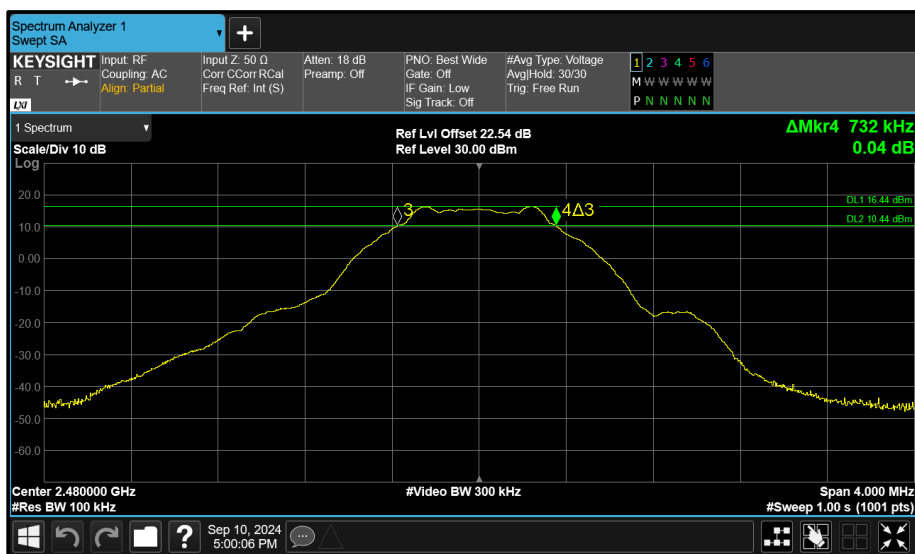 Spectrum Analyzer 1
Swept SA
+
KEYSIGHT
R T
LXI
Input: RF
Coupling: AC
Align: Partial
Input Z: 50 Ω
Corr CCorr RCal
Freq Ref: Int (S)
Atten: 18 dB
Preamp: Off
PNO: Best Wide
Gate: Off
IF Gain: Low
Sig Track: Off
#Avg Type: Voltage
Avg|Hold: 30/30
Trig: Free Run
1 2 3 4 5 6
M W W W W W
P N N N N N
1 Spectrum
Scale/Div 10 dB
Ref Lvl Offset 22.54 dB
Ref Level 30.00 dBm
ΔMkr4 732 kHz
0.04 dB
Log
20.0
10.0
0.00
-10.0
-20.0
-30.0
-40.0
-50.0
-60.0
3
4Δ3
DL1 16.44 dBm
DL2 10.44 dBm
Center 2.480000 GHz
#Res BW 100 kHz
#Video BW 300 kHz
Span 4.000 MHz
#Sweep 1.00 s (1001 pts)
?
Sep 10, 2024
5:00:06 PM